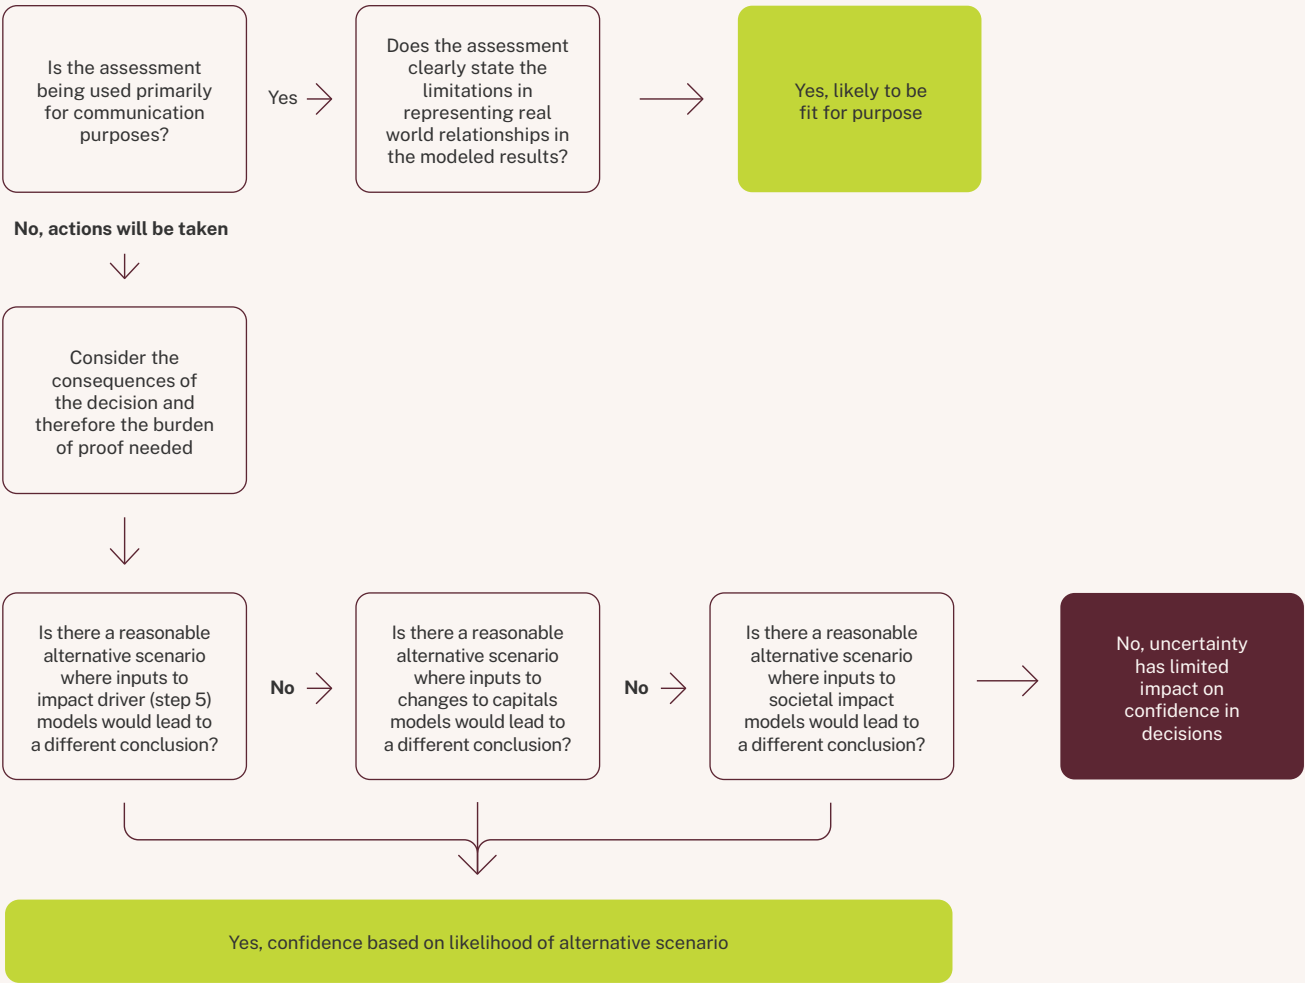 Is the assessment
being used primarily
for communication
purposes?
Yes
Does the assessment
clearly state the
limitations in
representing real
world relationships in
the modeled results?
Yes, likely to be
fit for purpose
No, actions will be taken
Consider the
consequences of
the decision and
therefore the burden
of proof needed
Is there a reasonable
alternative scenario
where inputs to
impact driver (step 5)
models would lead to
a different conclusion?
No
Is there a reasonable
alternative scenario
where inputs to
changes to capitals
models would lead to
a different conclusion?
No
Is there a reasonable
alternative scenario
where inputs to
societal impact
models would lead to
a different conclusion?
No, uncertainty
has limited
impact on
confidence in
decisions
Yes, confidence based on likelihood of alternative scenario